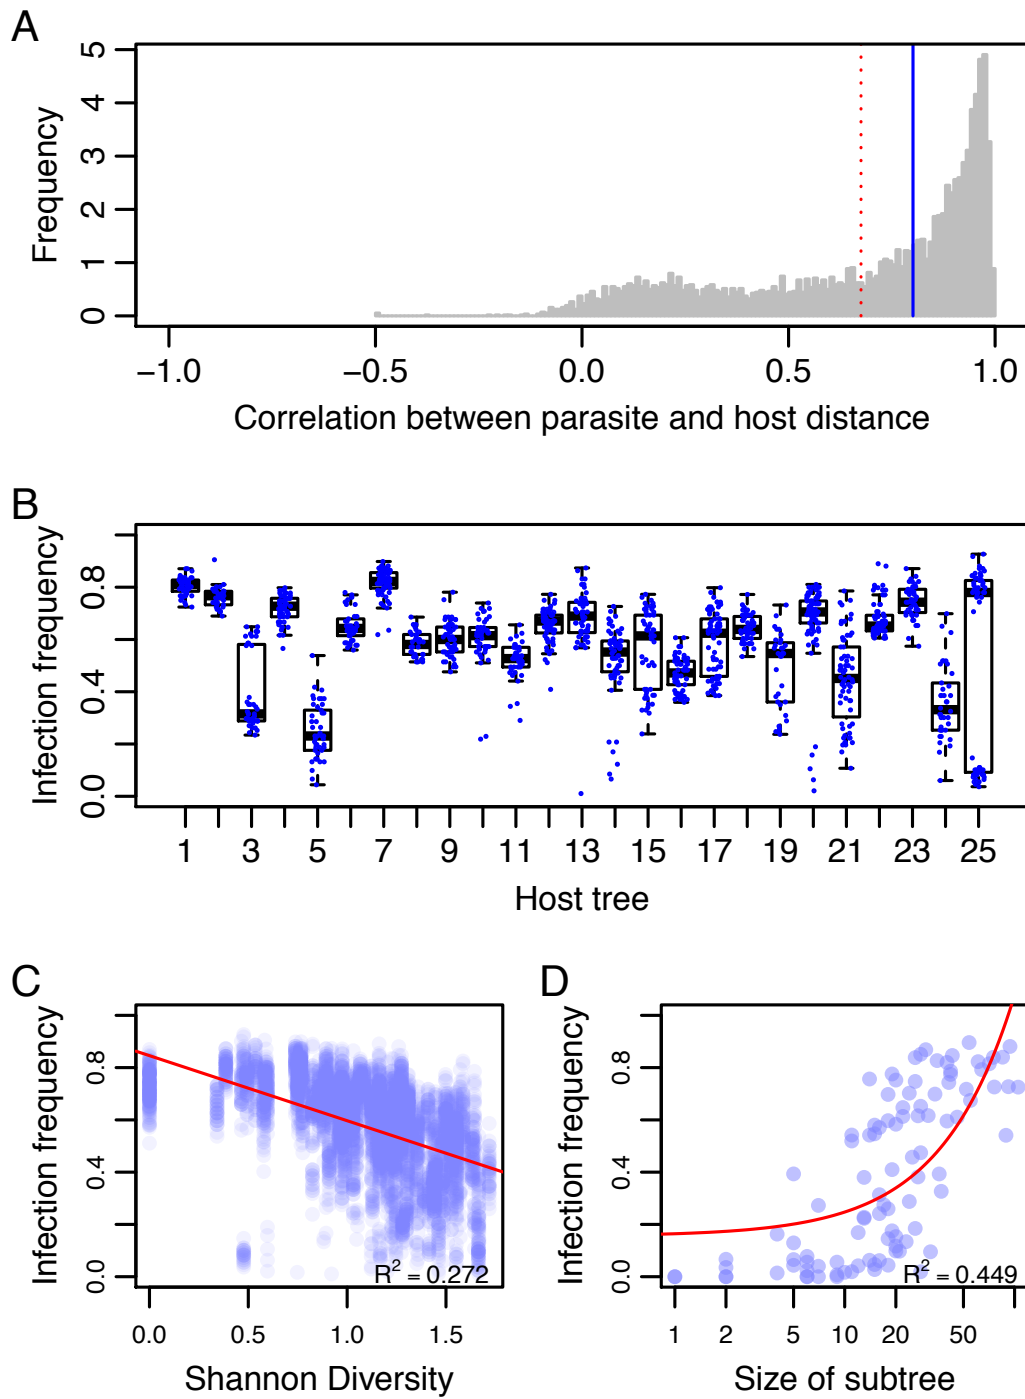 A
Frequency
5
4
3
2
1
0
−1.0 −0.5 0.0 0.5 1.0
Correlation between parasite and host distance
B
Infection frequency
0.8
0.4
0.0
1 3 5 7 9 11 13 15 17 19 21 23 25
Host tree
C
Infection frequency
0.8
0.4
0.0
R² = 0.272
0.0 0.5 1.0 1.5
Shannon Diversity
D
Infection frequency
0.8
0.4
0.0
R² = 0.449
1 2 5 10 20 50
Size of subtree